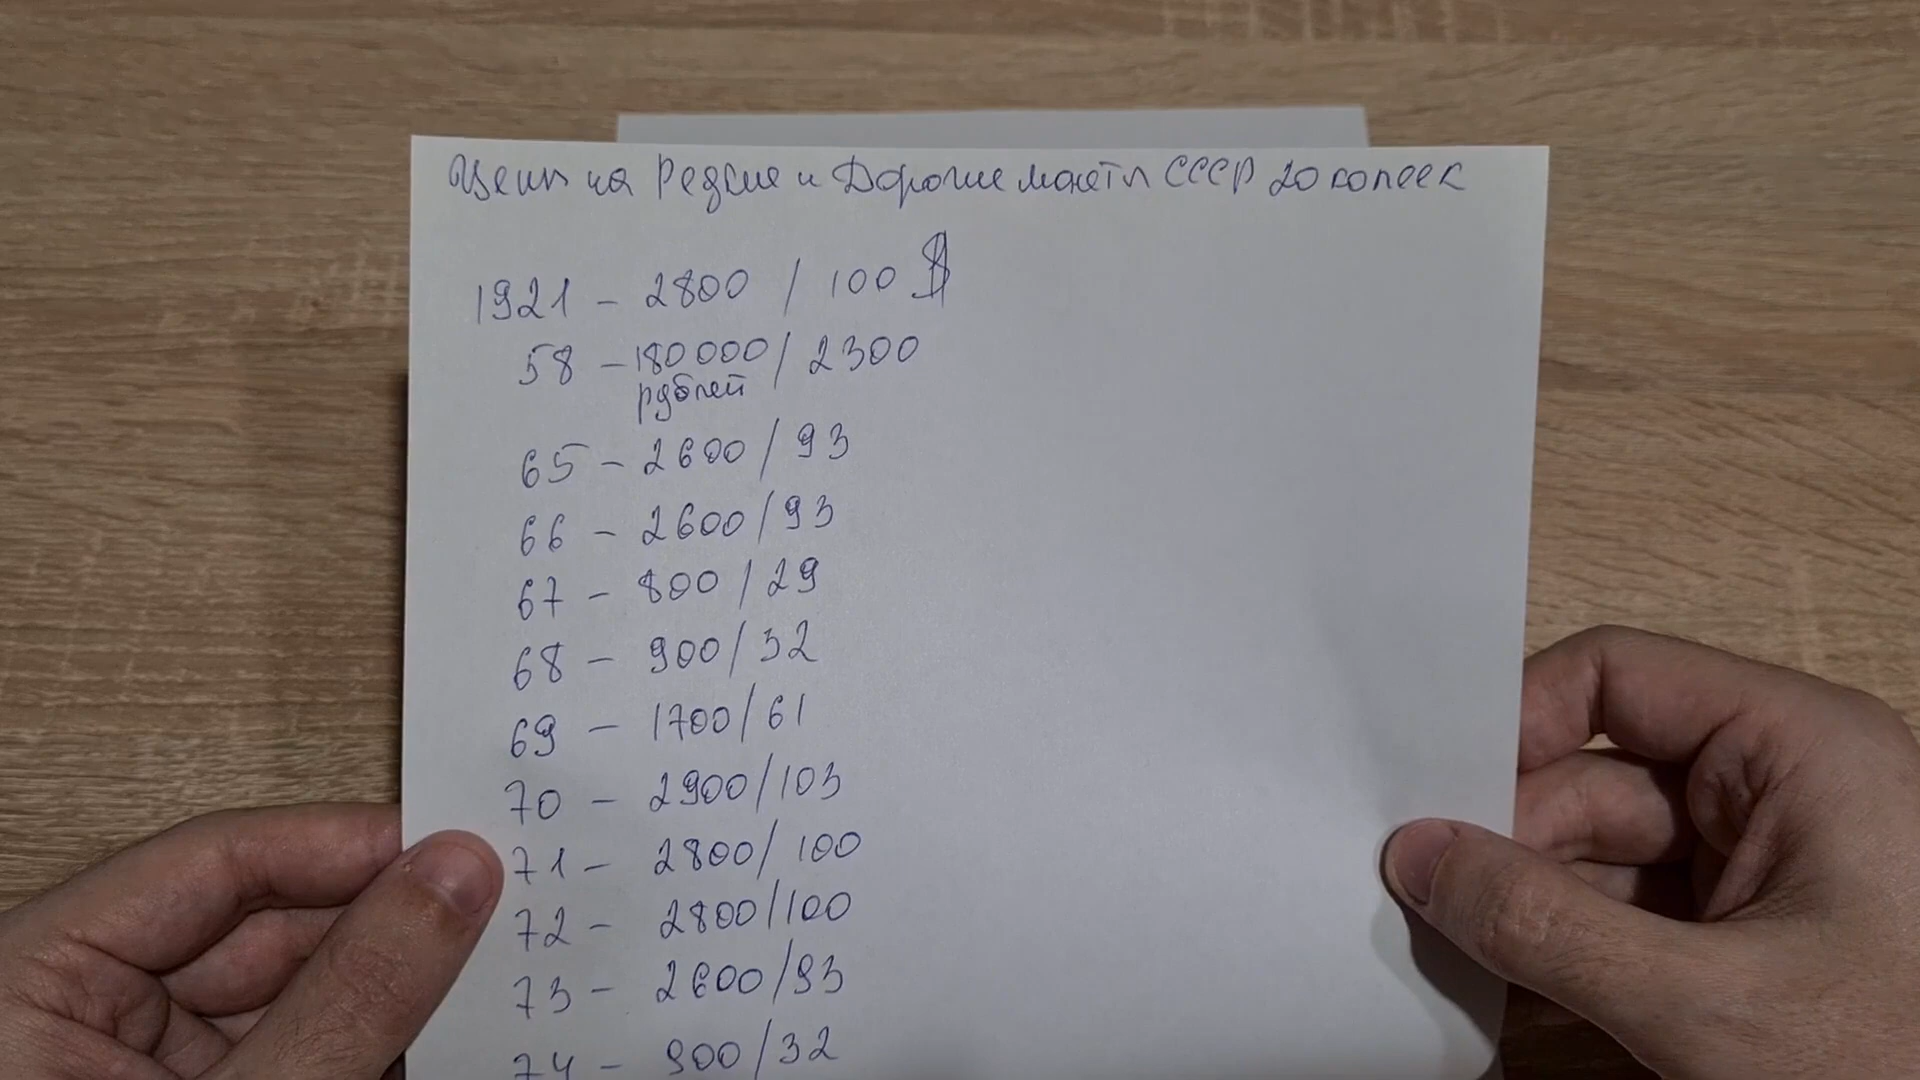 Цены на Редкие и Дорогие монеты СССР 20 копеек
1921 - 2800 / 100 $
58 - 180 000 / 2300
рублей
65 - 2600 / 93
66 - 2600 / 93
67 - 800 / 29
68 - 900 / 32
69 - 1700 / 61
70 - 2900 / 103
71 - 2800 / 100
72 - 2800 / 100
73 - 2600 / 93
74 - 900 / 32